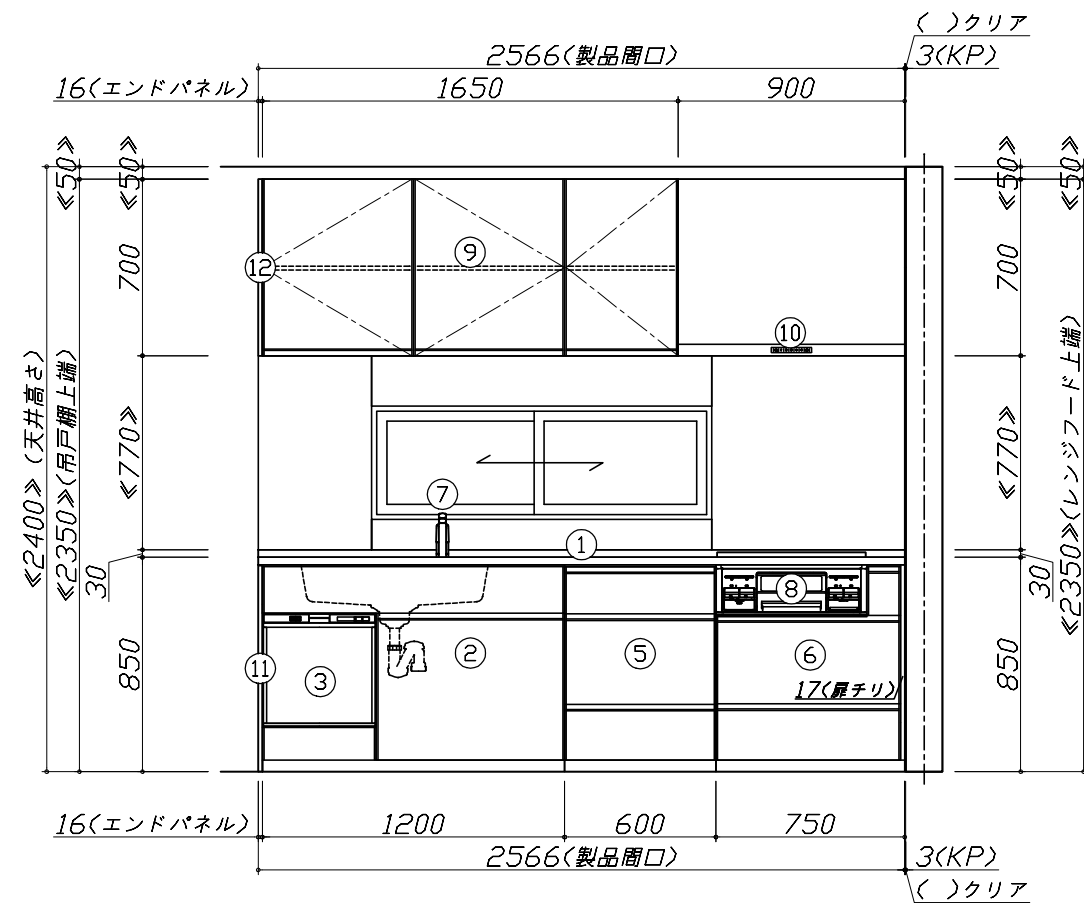 ( )クリア
2566(製品間口)
3(KP)
16(エンドパネル)
1650
900
≪50≫
≪50≫
≪50≫
≪50≫
700
700
⑫
⑨
⑩
≪2400≫(天井高さ)
≪2350≫(吊戸棚上端)
≪770≫
≪770≫
≪2350≫(レンジフード上端)
⑦
①
30
30
⑧
850
850
⑪
③
②
⑤
⑥
17(扉チリ)
16(エンドパネル)
1200
600
750
2566(製品間口)
3(KP)
( )クリア